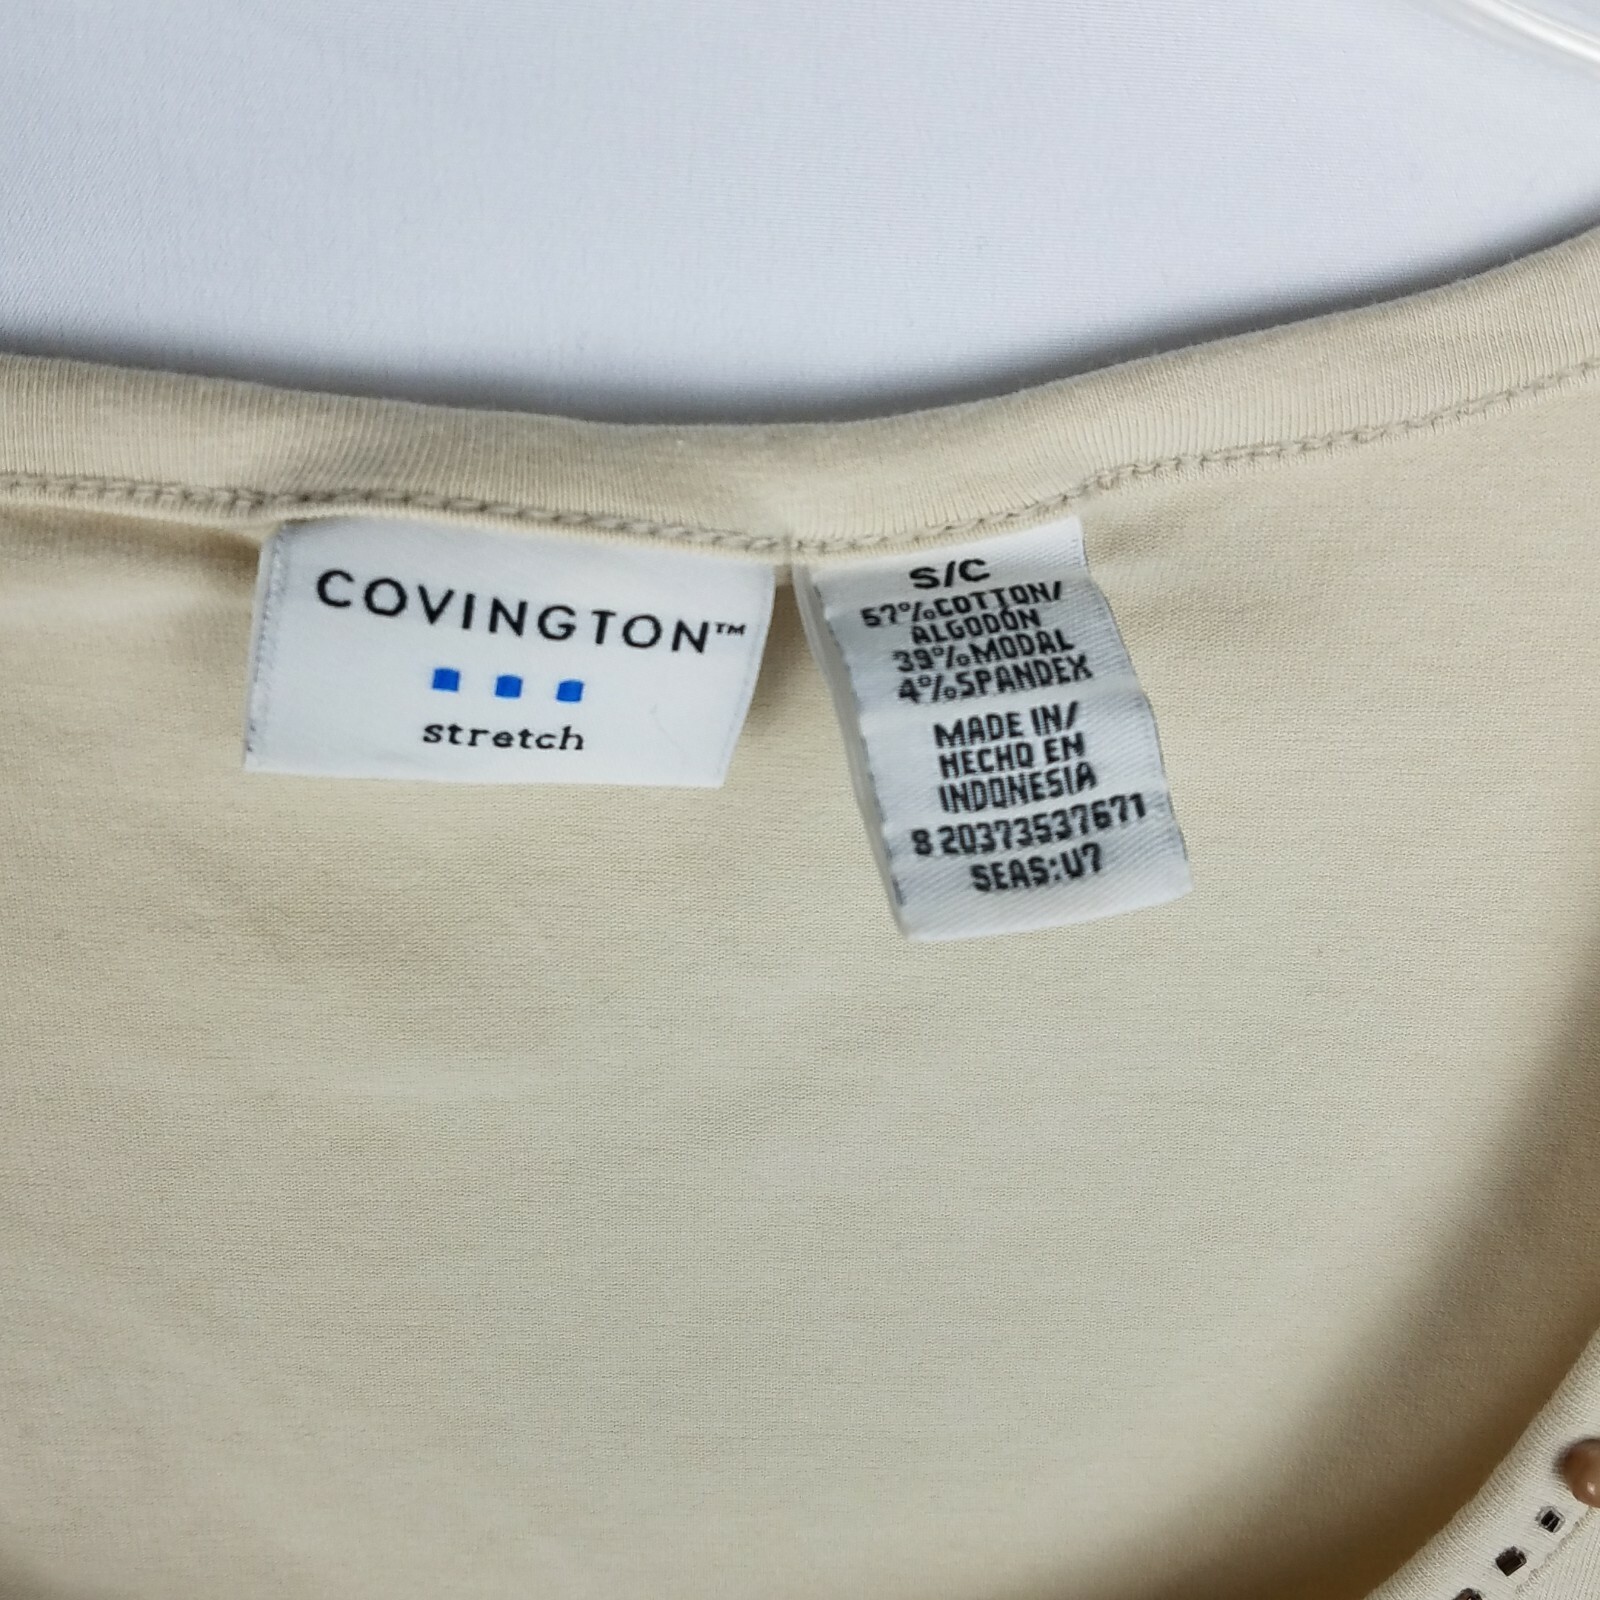 COVINGTON™
stretch
S/C
57%COTTON/
ALGODÓN
39%MODAL
4%SPANDEX
MADE IN/
HECHO EN
INDONESIA
8 20373537671
SEAS:U7